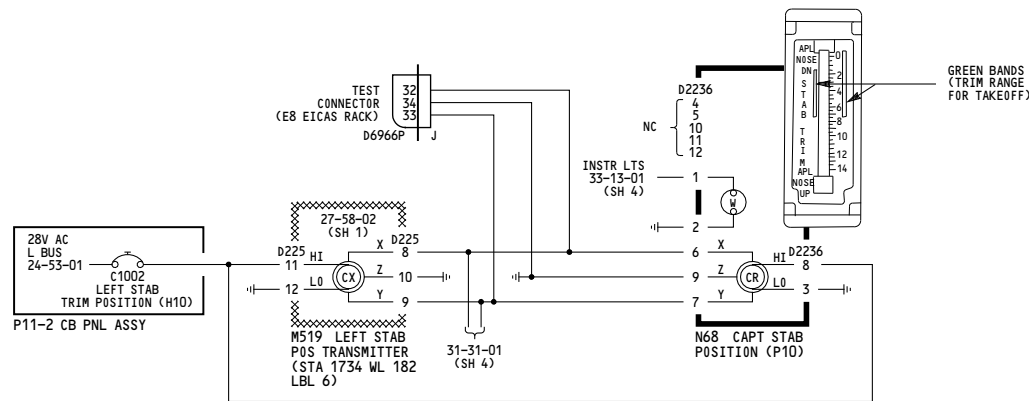 28V AC
L BUS
24-53-01
C1002
LEFT STAB
TRIM POSITION (H10)
P11-2 CB PNL ASSY
TEST
CONNECTOR
(E8 EICAS RACK)
32
34
33
D6966P J
27-58-02
(SH 1)
D225
D225
HI
11
LO
12
CX
X
8
Z
10
Y
9
M519 LEFT STAB
POS TRANSMITTER
(STA 1734 WL 182
LBL 6)
31-31-01
(SH 4)
D2236
NC
4
5
10
11
12
INSTR LTS
33-13-01
(SH 4)
1
W
2
6
X
9
Z
7
Y
CR
D2236
HI
8
LO
3
N68 CAPT STAB
POSITION (P10)
APL
NOSE
DN
S
T
A
B
T
R
I
M
APL
NOSE
UP
0
2
4
6
8
10
12
14
GREEN BANDS
(TRIM RANGE
FOR TAKEOFF)